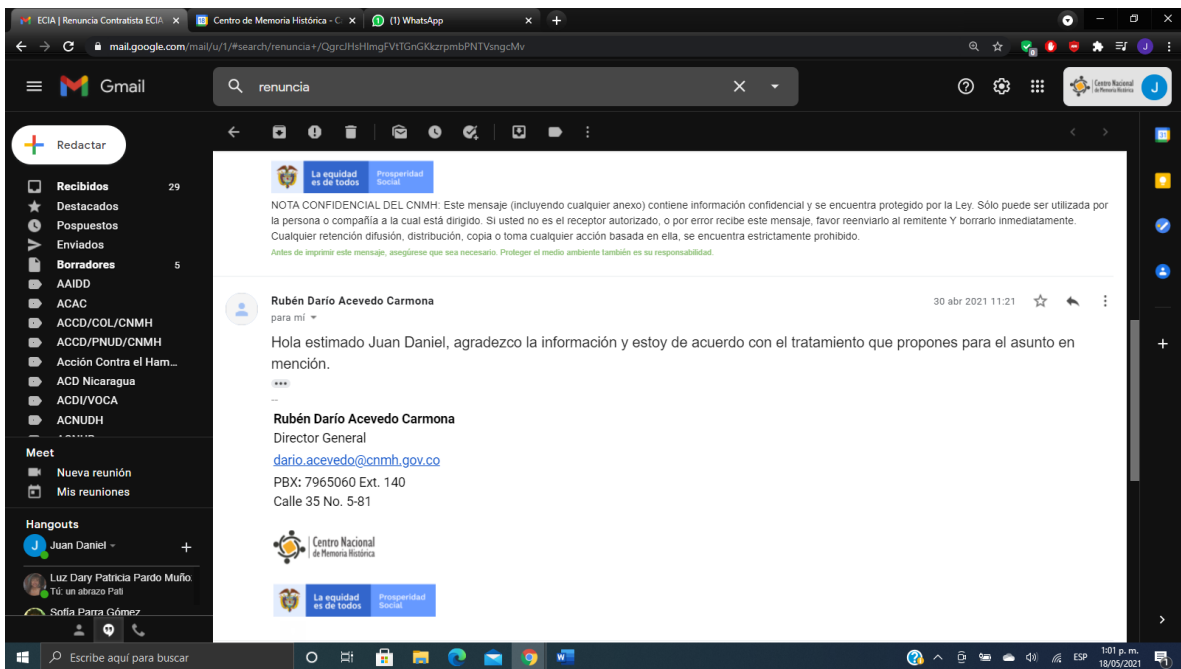 ECIA | Renuncia Contratista ECIA
Centro de Memoria Histórica - C
(1) WhatsApp
mail.google.com/mail/u/1/#search/renuncia+/QgrcJHsHlmgFVtTGnGKkzrpmbPNTVsngcMv
Gmail
renuncia
Centro Nacional
de Memoria Histórica
J
Redactar
Recibidos 29
Destacados
Pospuestos
Enviados
Borradores 5
AAIDD
ACAC
ACCD/COL/CNMH
ACCD/PNUD/CNMH
Acción Contra el Ham...
ACD Nicaragua
ACDI/VOCA
ACNUDH
Meet
Nueva reunión
Mis reuniones
Hangouts
Juan Daniel
Luz Dary Patricia Pardo Muño
Tú: un abrazo Pati
Sofía Parra Gómez
La equidad
es de todos
Prosperidad
Social
NOTA CONFIDENCIAL DEL CNMH: Este mensaje (incluyendo cualquier anexo) contiene información confidencial y se encuentra protegido por la Ley. Sólo puede ser utilizada por
la persona o compañía a la cual está dirigido. Si usted no es el receptor autorizado, o por error recibe este mensaje, favor reenviarlo al remitente Y borrarlo inmediatamente.
Cualquier retención difusión, distribución, copia o toma cualquier acción basada en ella, se encuentra estrictamente prohibido.
Antes de imprimir este mensaje, asegúrese que sea necesario. Proteger el medio ambiente también es su responsabilidad.
Rubén Darío Acevedo Carmona
30 abr 2021 11:21
para mí
Hola estimado Juan Daniel, agradezco la información y estoy de acuerdo con el tratamiento que propones para el asunto en
mención.
--
Rubén Darío Acevedo Carmona
Director General
dario.acevedo@cnmh.gov.co
PBX: 7965060 Ext. 140
Calle 35 No. 5-81
Centro Nacional
de Memoria Histórica
La equidad
es de todos
Prosperidad
Social
Escribe aquí para buscar
ESP
1:01 p. m.
18/05/2021